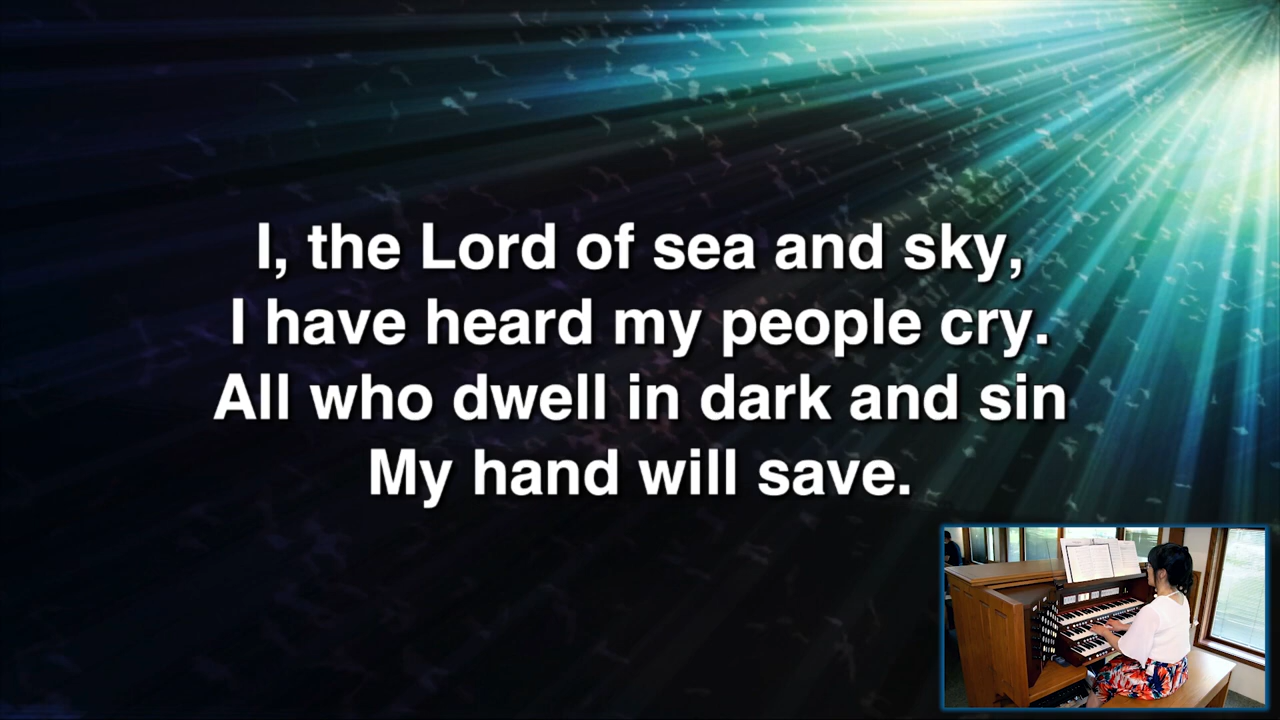 I, the Lord of sea and sky,
I have heard my people cry.
All who dwell in dark and sin
My hand will save.